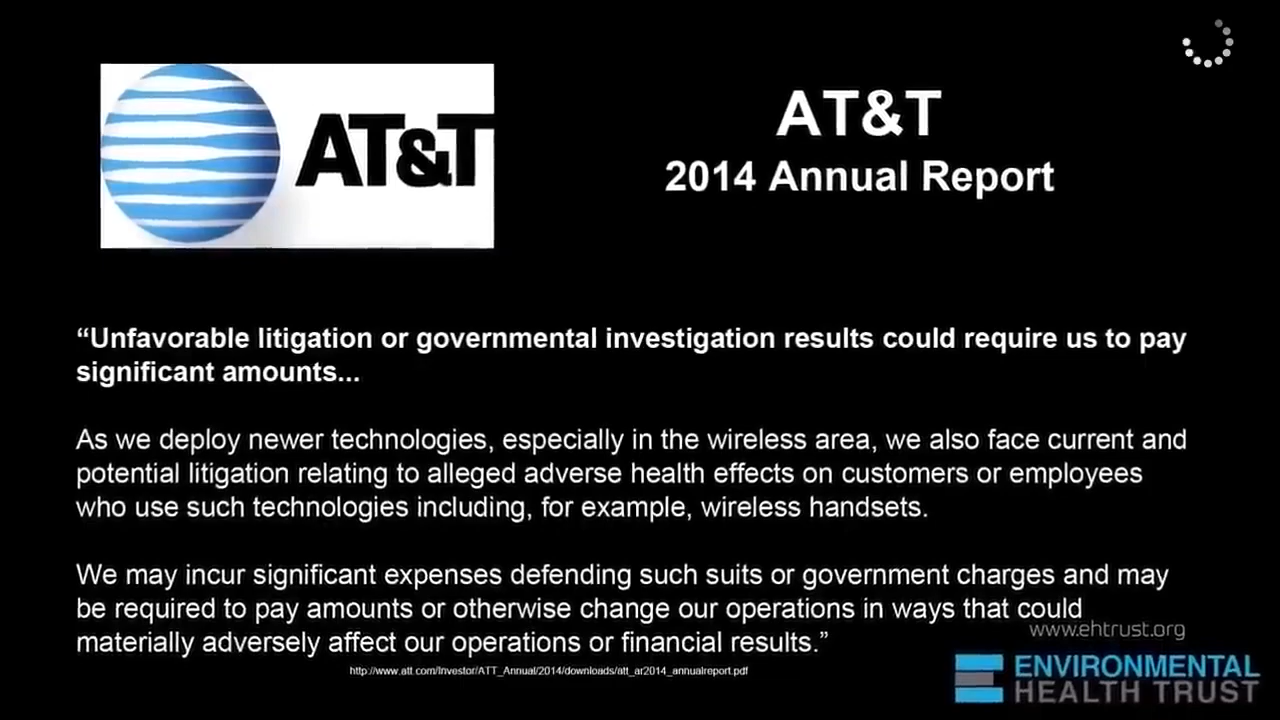 AT&T
AT&T
2014 Annual Report
“Unfavorable litigation or governmental investigation results could require us to pay
significant amounts...
As we deploy newer technologies, especially in the wireless area, we also face current and
potential litigation relating to alleged adverse health effects on customers or employees
who use such technologies including, for example, wireless handsets.
We may incur significant expenses defending such suits or government charges and may
be required to pay amounts or otherwise change our operations in ways that could
materially adversely affect our operations or financial results.”
www.ehtrust.org
http://www.att.com/Investor/ATT_Annual/2014/downloads/att_ar2014_annualreport.pdf
ENVIRONMENTAL
HEALTH TRUST